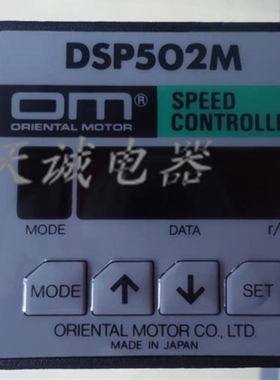 DSP502M
om®
SPEED
CONTROLLE
ORIENTAL MOTOR
天诚电器
MODE DATA r/
MODE ↑ ↓ SET
ORIENTAL MOTOR CO., LTD.
MADE IN JAPAN